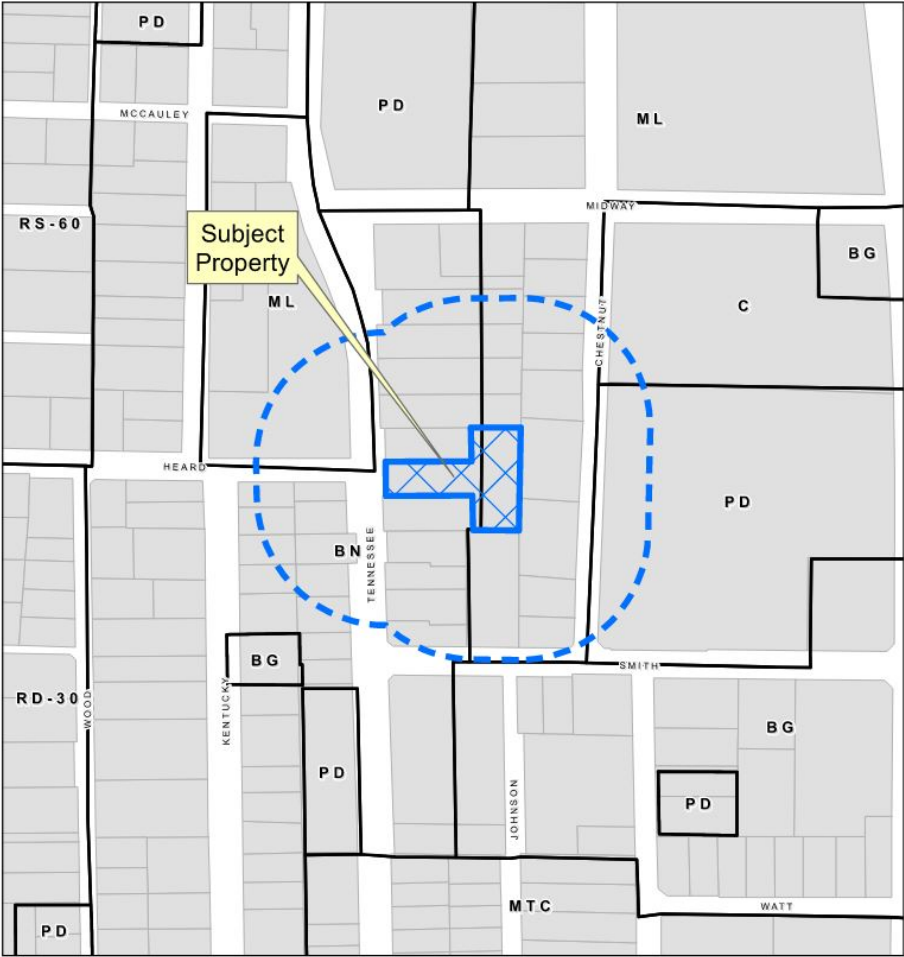 PD
PD
MCCAULEY
ML
RS-60
MIDWAY
Subject
Property
BG
ML
C
CHESTNUT
HEARD
PD
BN
TENNESSEE
BG
SMITH
RD-30
WOOD
KENTUCKY
BG
PD
JOHNSON
PD
MTC
WATT
PD